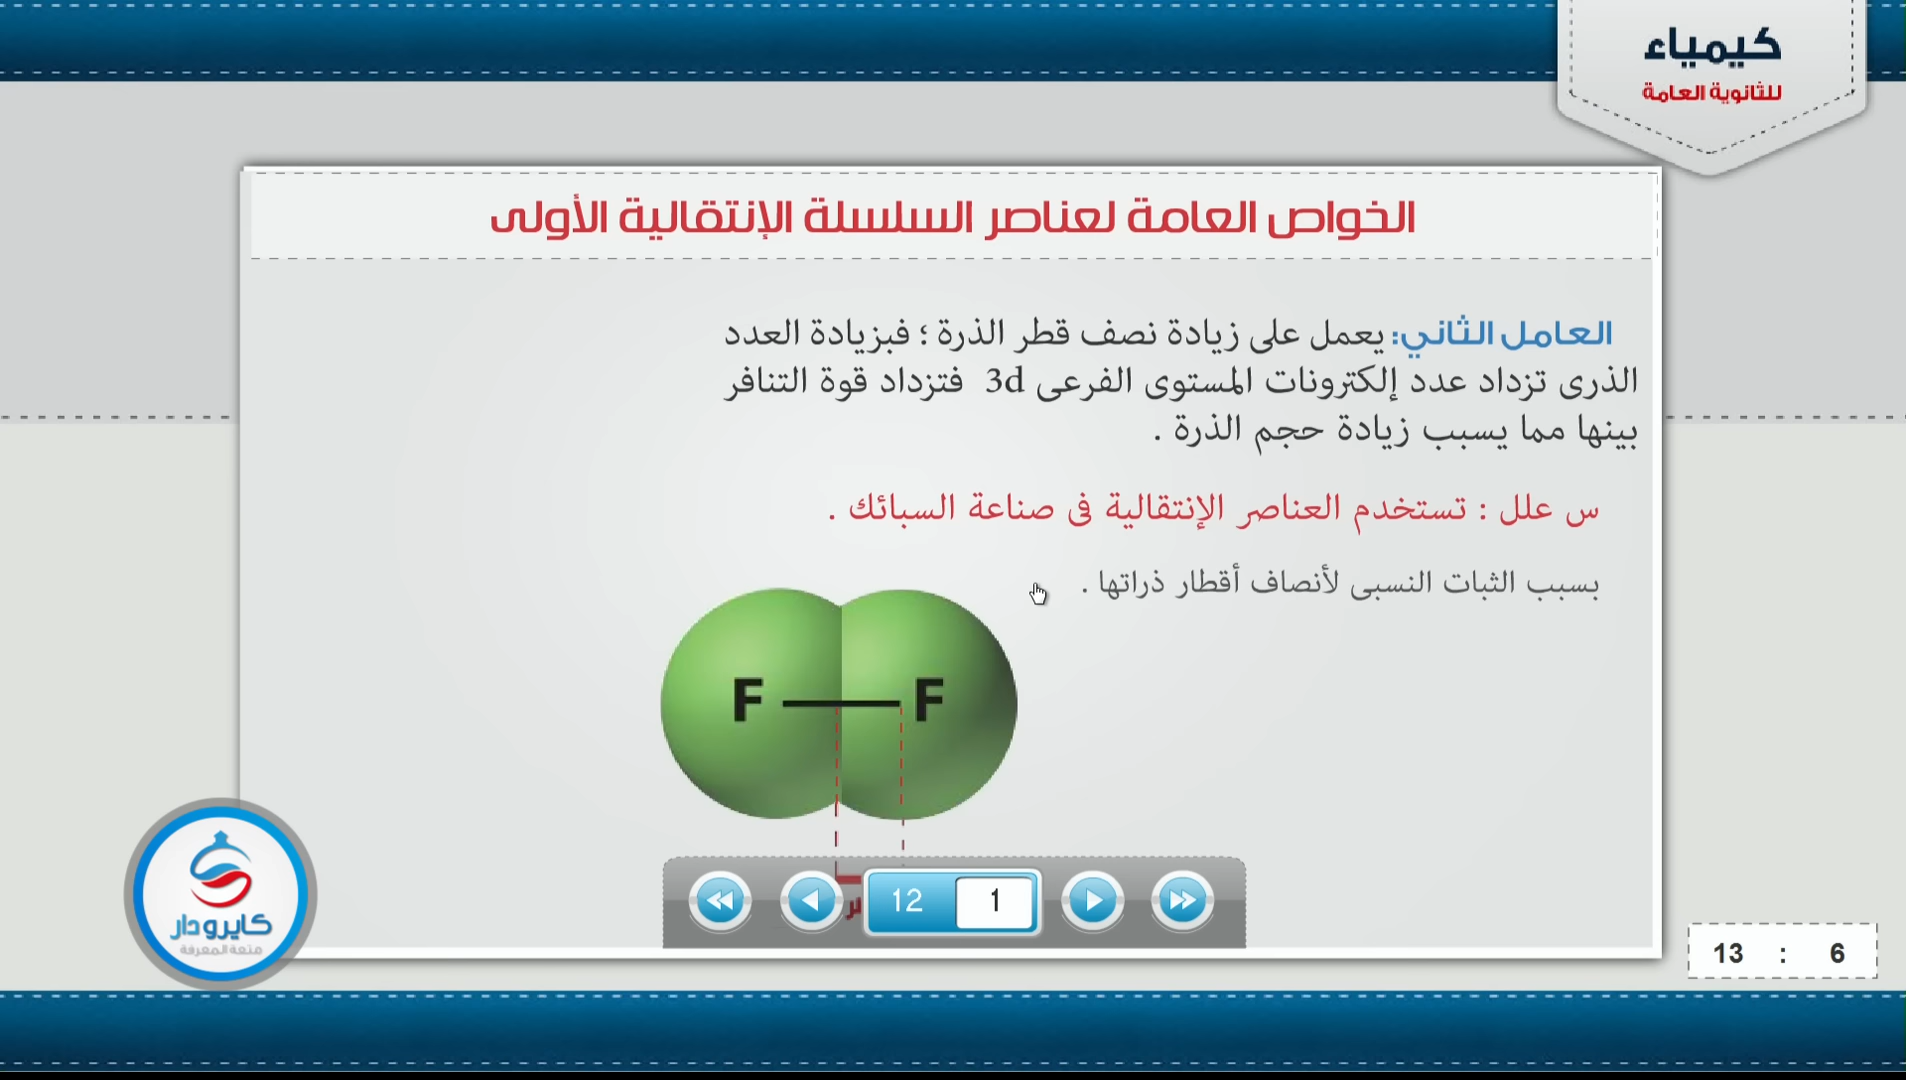 كيمياء
للثانوية العامة
الخواص العامة لعناصر السلسلة الإنتقالية الأولى
العامل الثاني: يعمل على زيادة نصف قطر الذرة ؛ فبزيادة العدد
الذرى تزداد عدد إلكترونات المستوى الفرعى 3d فتزداد قوة التنافر
بينها مما يسبب زيادة حجم الذرة .
س علل : تستخدم العناصر الإنتقالية فى صناعة السبائك .
بسبب الثبات النسبى لأنصاف أقطار ذراتها .
F F
12 1
كايرودار
متعة المعرفة
13 : 6